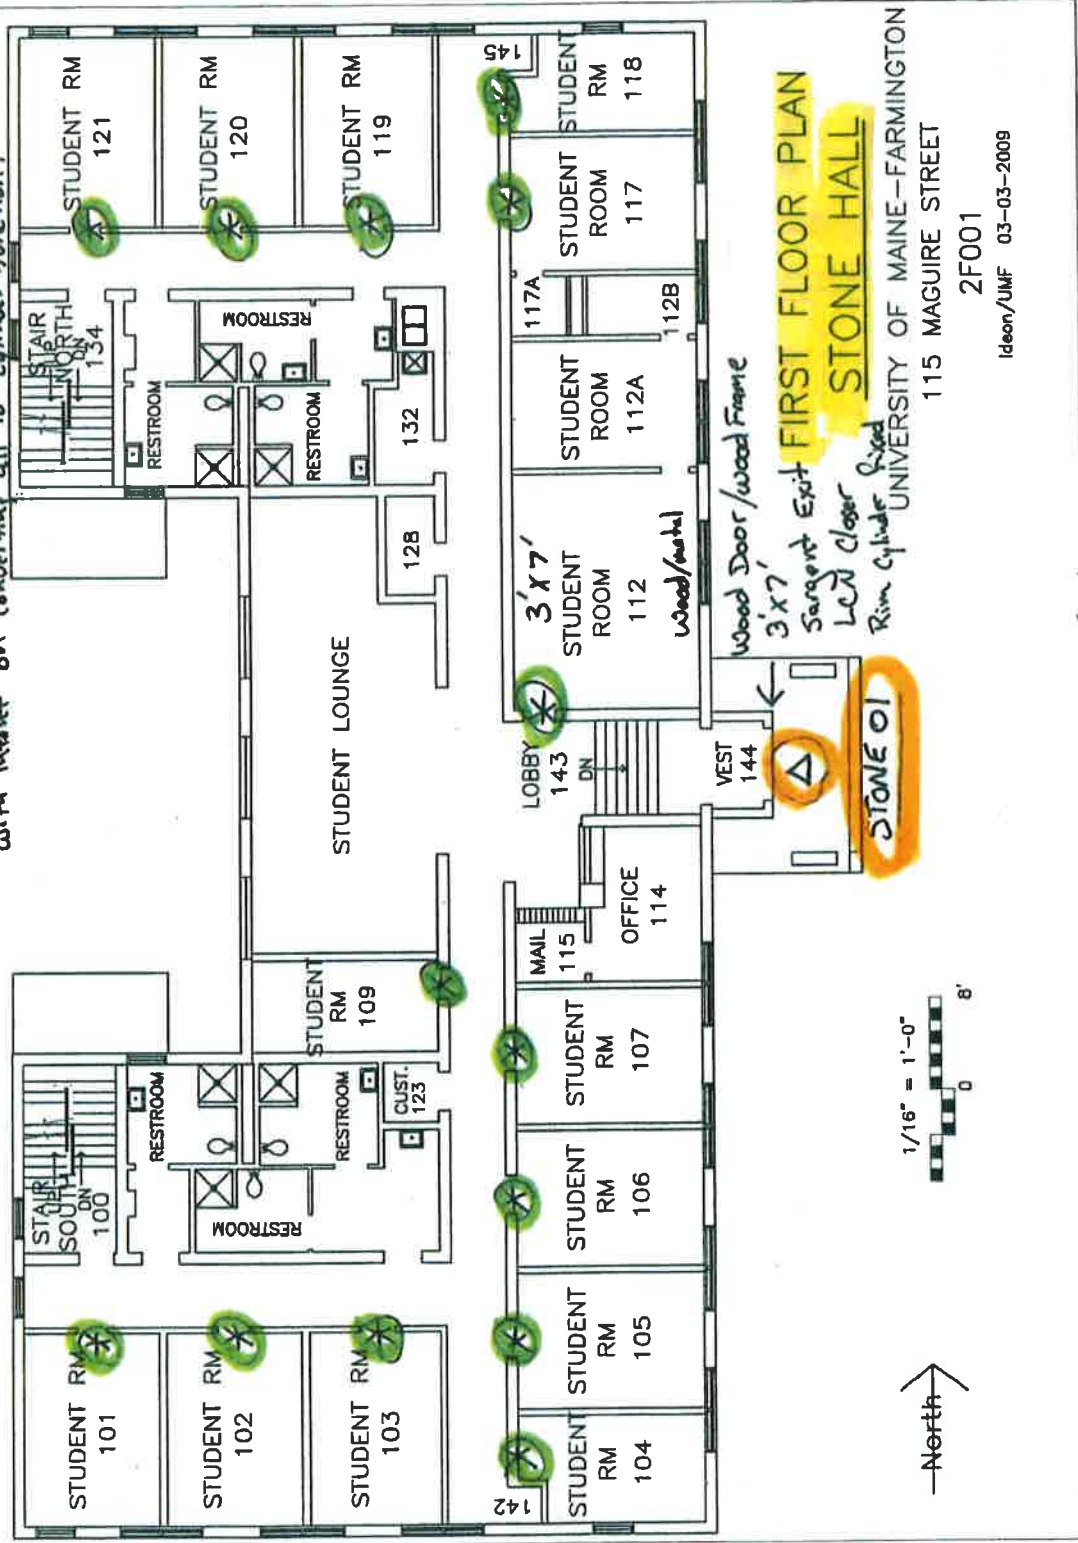 with Interior BA
STUDENT RM
121
STUDENT RM
120
STUDENT RM
119
145
STUDENT
RM
118
STUDENT
ROOM
117
117A
112B
STUDENT
ROOM
112A
3'X7'
STUDENT
ROOM
112
Wood/metal
STAIR
UP
NORTH
DN
134
RESTROOM
RESTROOM
RESTROOM
132
128
STUDENT LOUNGE
LOBBY
143
DN
VEST
144
STONE 01
MAIL
115
OFFICE
114
STUDENT
RM
109
STUDENT
RM
107
STUDENT
RM
106
STUDENT
RM
105
STUDENT
RM
104
142
CUST.
123
RESTROOM
RESTROOM
RESTROOM
STAIR
UP
SOUTH
DN
100
STUDENT RM
101
STUDENT RM
102
STUDENT RM
103
Wood Door/Wood Frame
3'X7'
Sargent Exit
LCN Closer
Rim Cylinder
FIRST FLOOR PLAN
STONE HALL
UNIVERSITY OF MAINE-FARMINGTON
115 MAGUIRE STREET
2F001
Ideon/UMF 03-03-2009
1/16" = 1'-0"
0 8'
North